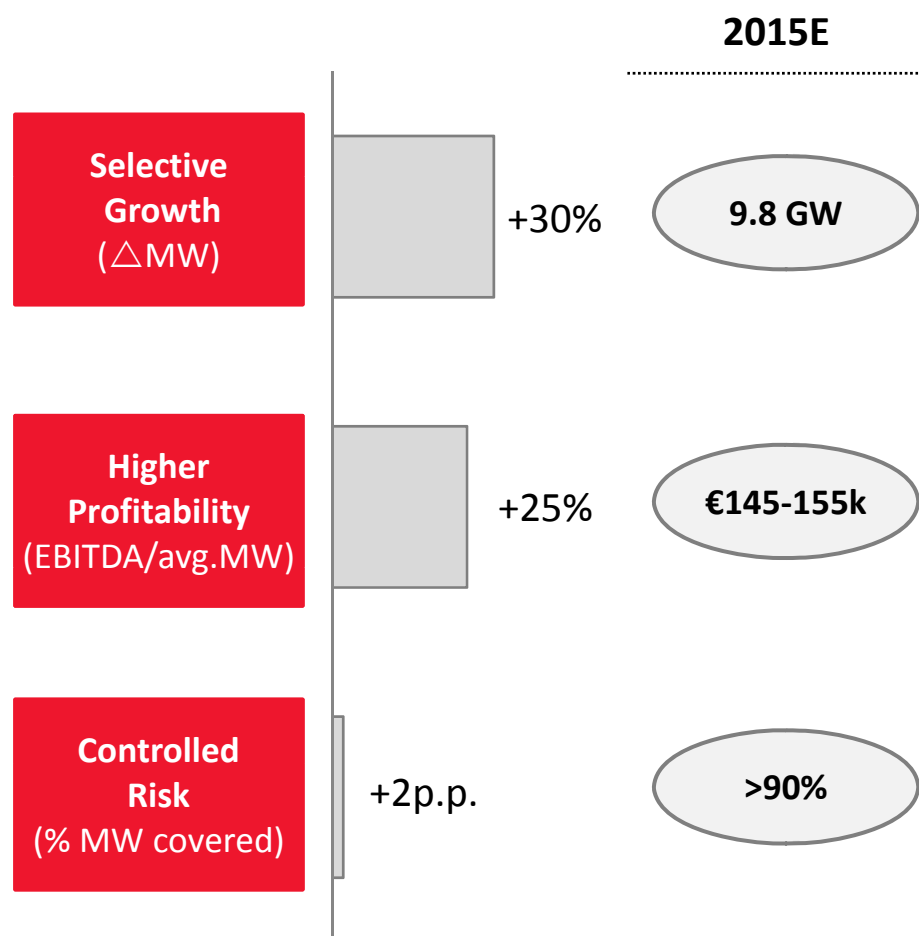 2015E
Selective
Growth
(△MW)
+30%
9.8 GW
Higher
Profitability
(EBITDA/avg.MW)
+25%
€145-155k
Controlled
Risk
(% MW covered)
+2p.p.
>90%